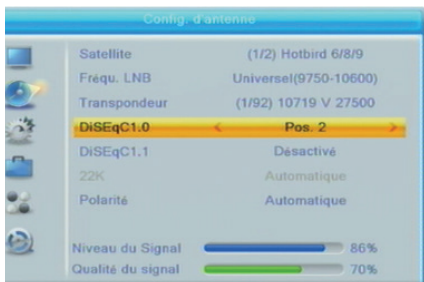 Config. d'antenne
Satellite (1/2) Hotbird 6/8/9
Fréqu. LNB Universel(9750-10600)
Transpondeur (1/92) 10719 V 27500
DiSEqC1.0 Pos. 2
DiSEqC1.1 Désactivé
22K Automatique
Polarité Automatique
Niveau du Signal 86%
Qualité du signal 70%